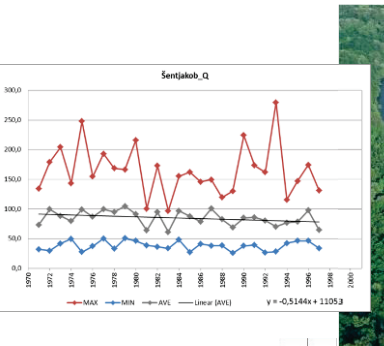 Šentjakob_Q
300,0
250,0
200,0
150,0
100,0
50,0
0,0
1970 1972 1974 1976 1978 1980 1982 1984 1986 1988 1990 1992 1994 1996 1998 2000
MAX MIN AVE Linear (AVE) y = -0,5144x + 1105,3